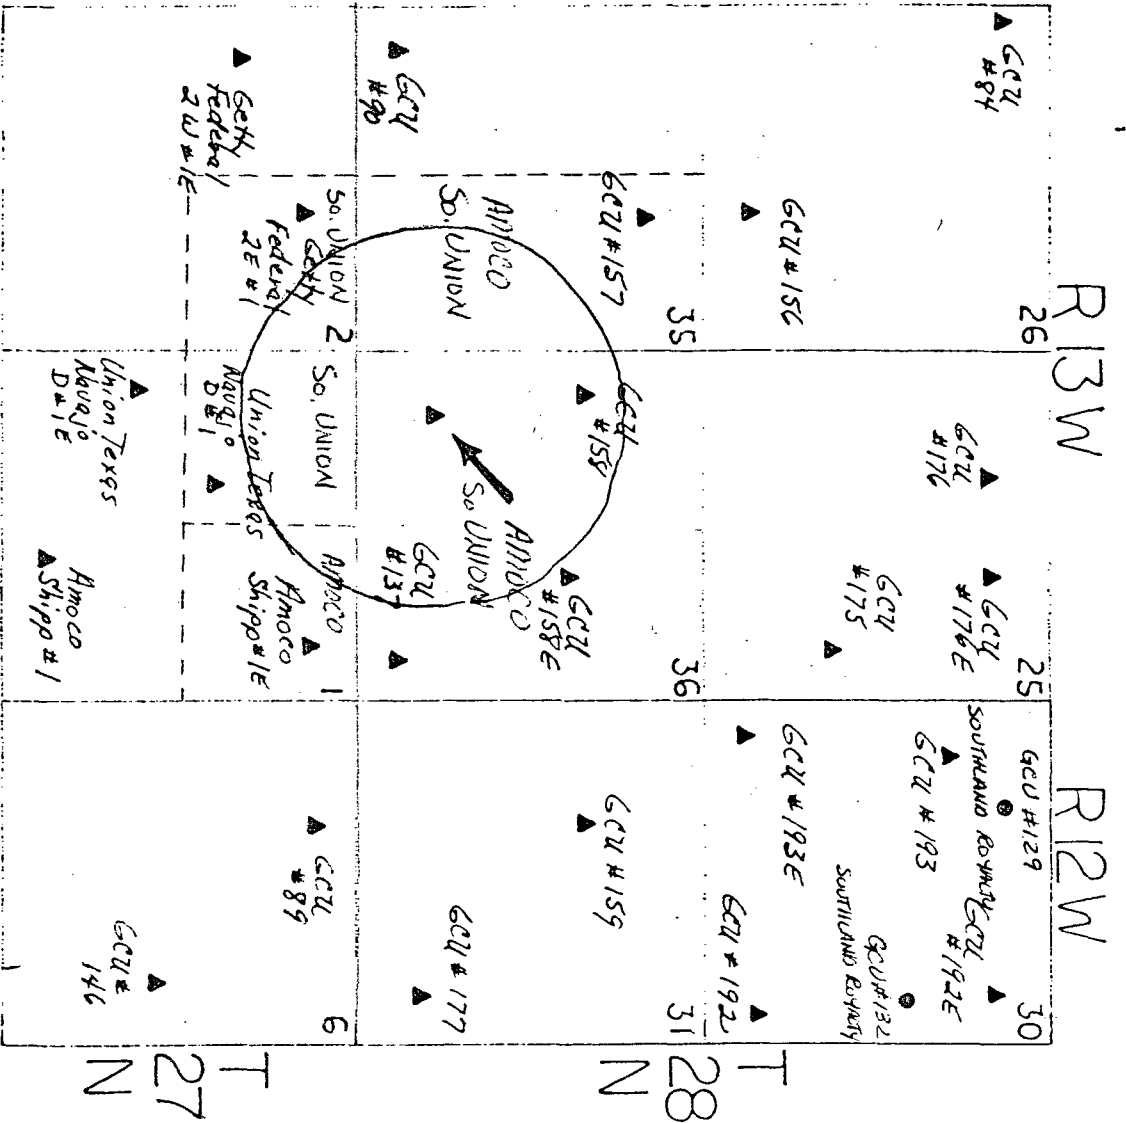 R13W
R12W
26
25
30
GCU
#84
GCU
#176
GCU
#176E
GCU #129
SOUTHLAND ROYALTY
GCU #193
GCU
#192E
GCU #156
GCU
#175
GCU #132
SOUTHLAND ROYALTY
GCU #193E
GCU #192
T
28
N
35
36
31
GCU #157
GCU
#158
GCU
#158E
GCU #159
AMOCO
SO. UNION
AMOCO
SO. UNION
GCU
#90
GCU
GCU #177
T
27
N
2
1
6
SO. UNION
SO. UNION
AMOCO
Getty
Federal
2E #1
Union Texas
Navajo
Amoco
Shipp #1E
GCU
#89
Getty
Federal
2W #1E
Union Texas
Navajo
D #1E
Amoco
Shipp #1
GCU #
146